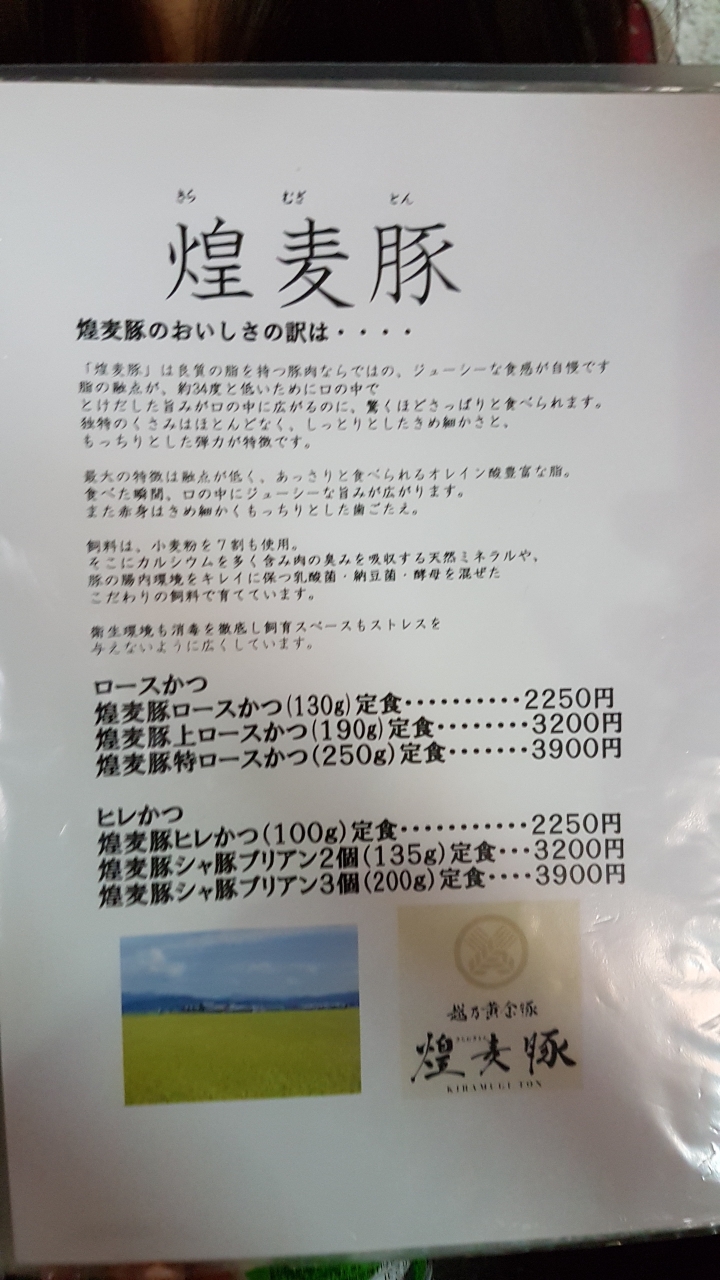 きら むぎ とん
煌麦豚
煌麦豚のおいしさの訳は・・・・
「煌麦豚」は良質の脂を持つ豚肉ならではの、ジューシーな食感が自慢です
脂の融点が、約34度と低いために口の中で
とけだした旨みが口の中に広がるのに、驚くほどさっぱりと食べられます。
独特のくさみはほとんどなく、しっとりとしたきめ細かさと、
もっちりとした弾力が特徴です。
最大の特徴は融点が低く、あっさりと食べられるオレイン酸豊富な脂。
食べた瞬間、口の中にジューシーな旨みが広がります。
また赤身はきめ細かくもっちりとした歯ごたえ。
飼料は、小麦粉を7割も使用。
そこにカルシウムを多く含み肉の臭みを吸収する天然ミネラルや、
豚の腸内環境をキレイに保つ乳酸菌・納豆菌・酵母を混ぜた
こだわりの飼料で育てています。
衛生環境も消毒を徹底し飼育スペースもストレスを
与えないように広くしています。
ロースかつ
煌麦豚ロースかつ(130g)定食・・・・・・・・・・2250円
煌麦豚上ロースかつ(190g)定食・・・・・・・・3200円
煌麦豚特ロースかつ(250g)定食・・・・・・・3900円
ヒレかつ
煌麦豚ヒレかつ(100g)定食・・・・・・・・・・・2250円
煌麦豚シャ豚ブリアン2個(135g)定食・・・3200円
煌麦豚シャ豚ブリアン3個(200g)定食・・・・3900円
越乃黄金豚
煌麦豚
KIRAMUGI TON